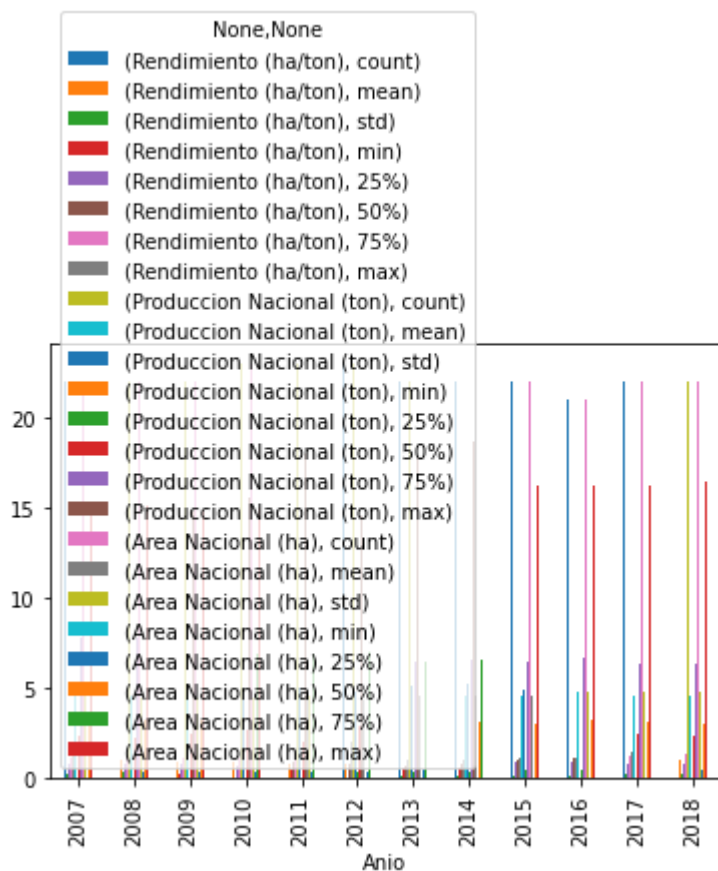 None,None
(Rendimiento (ha/ton), count)
(Rendimiento (ha/ton), mean)
(Rendimiento (ha/ton), std)
(Rendimiento (ha/ton), min)
(Rendimiento (ha/ton), 25%)
(Rendimiento (ha/ton), 50%)
(Rendimiento (ha/ton), 75%)
(Rendimiento (ha/ton), max)
(Produccion Nacional (ton), count)
(Produccion Nacional (ton), mean)
(Produccion Nacional (ton), std)
(Produccion Nacional (ton), min)
(Produccion Nacional (ton), 25%)
(Produccion Nacional (ton), 50%)
(Produccion Nacional (ton), 75%)
(Produccion Nacional (ton), max)
(Area Nacional (ha), count)
(Area Nacional (ha), mean)
(Area Nacional (ha), std)
(Area Nacional (ha), min)
(Area Nacional (ha), 25%)
(Area Nacional (ha), 50%)
(Area Nacional (ha), 75%)
(Area Nacional (ha), max)
20
15
10
5
0
2007 2008 2009 2010 2011 2012 2013 2014 2015 2016 2017 2018
Anio